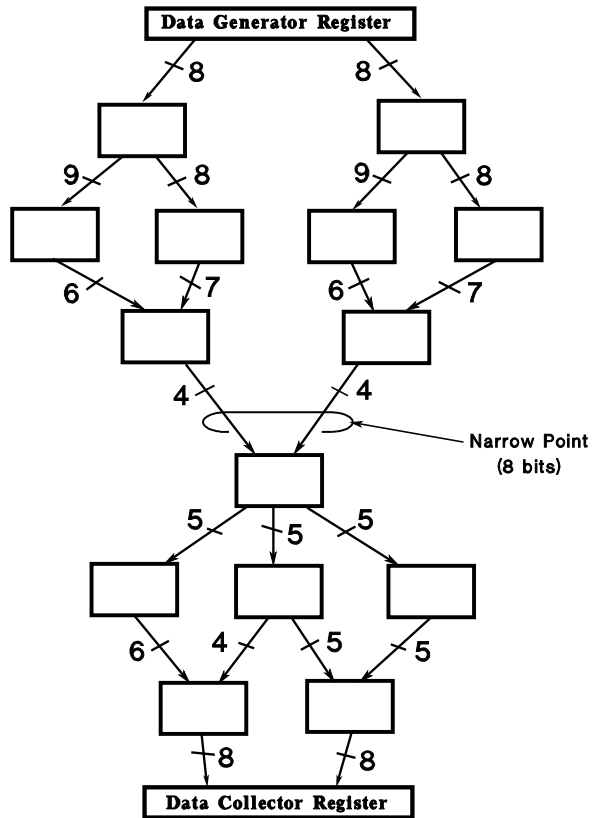 Data Generator Register
8 8
9 8 9 8
6 7 6 7
4 4
Narrow Point
(8 bits)
5 5 5
6 4 5 5
8 8
Data Collector Register